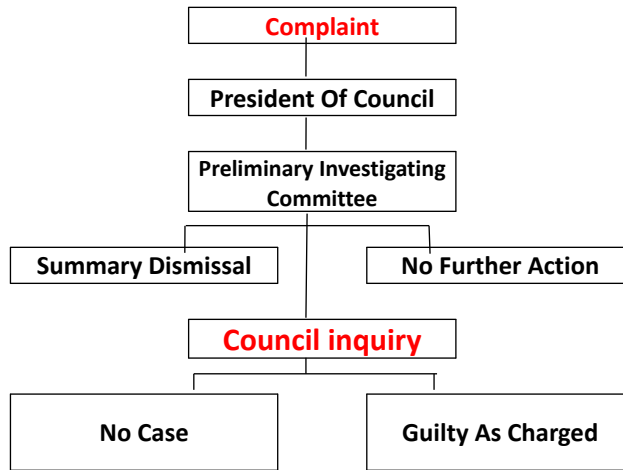 Complaint
President Of Council
Preliminary Investigating
Committee
Summary Dismissal
No Further Action
Council inquiry
No Case
Guilty As Charged